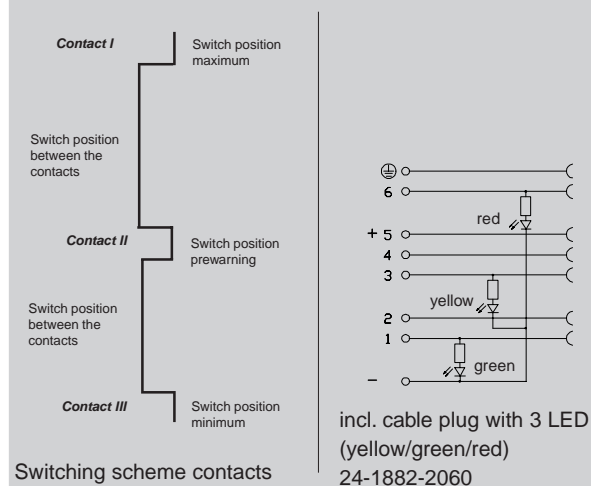 Contact I
Switch position
maximum
Switch position
between the
contacts
Contact II
Switch position
prewarning
Switch position
between the
contacts
Contact III
Switch position
minimum
Switching scheme contacts
6
red
+ 5
4
3
yellow
2
1
green
–
incl. cable plug with 3 LED
(yellow/green/red)
24-1882-2060